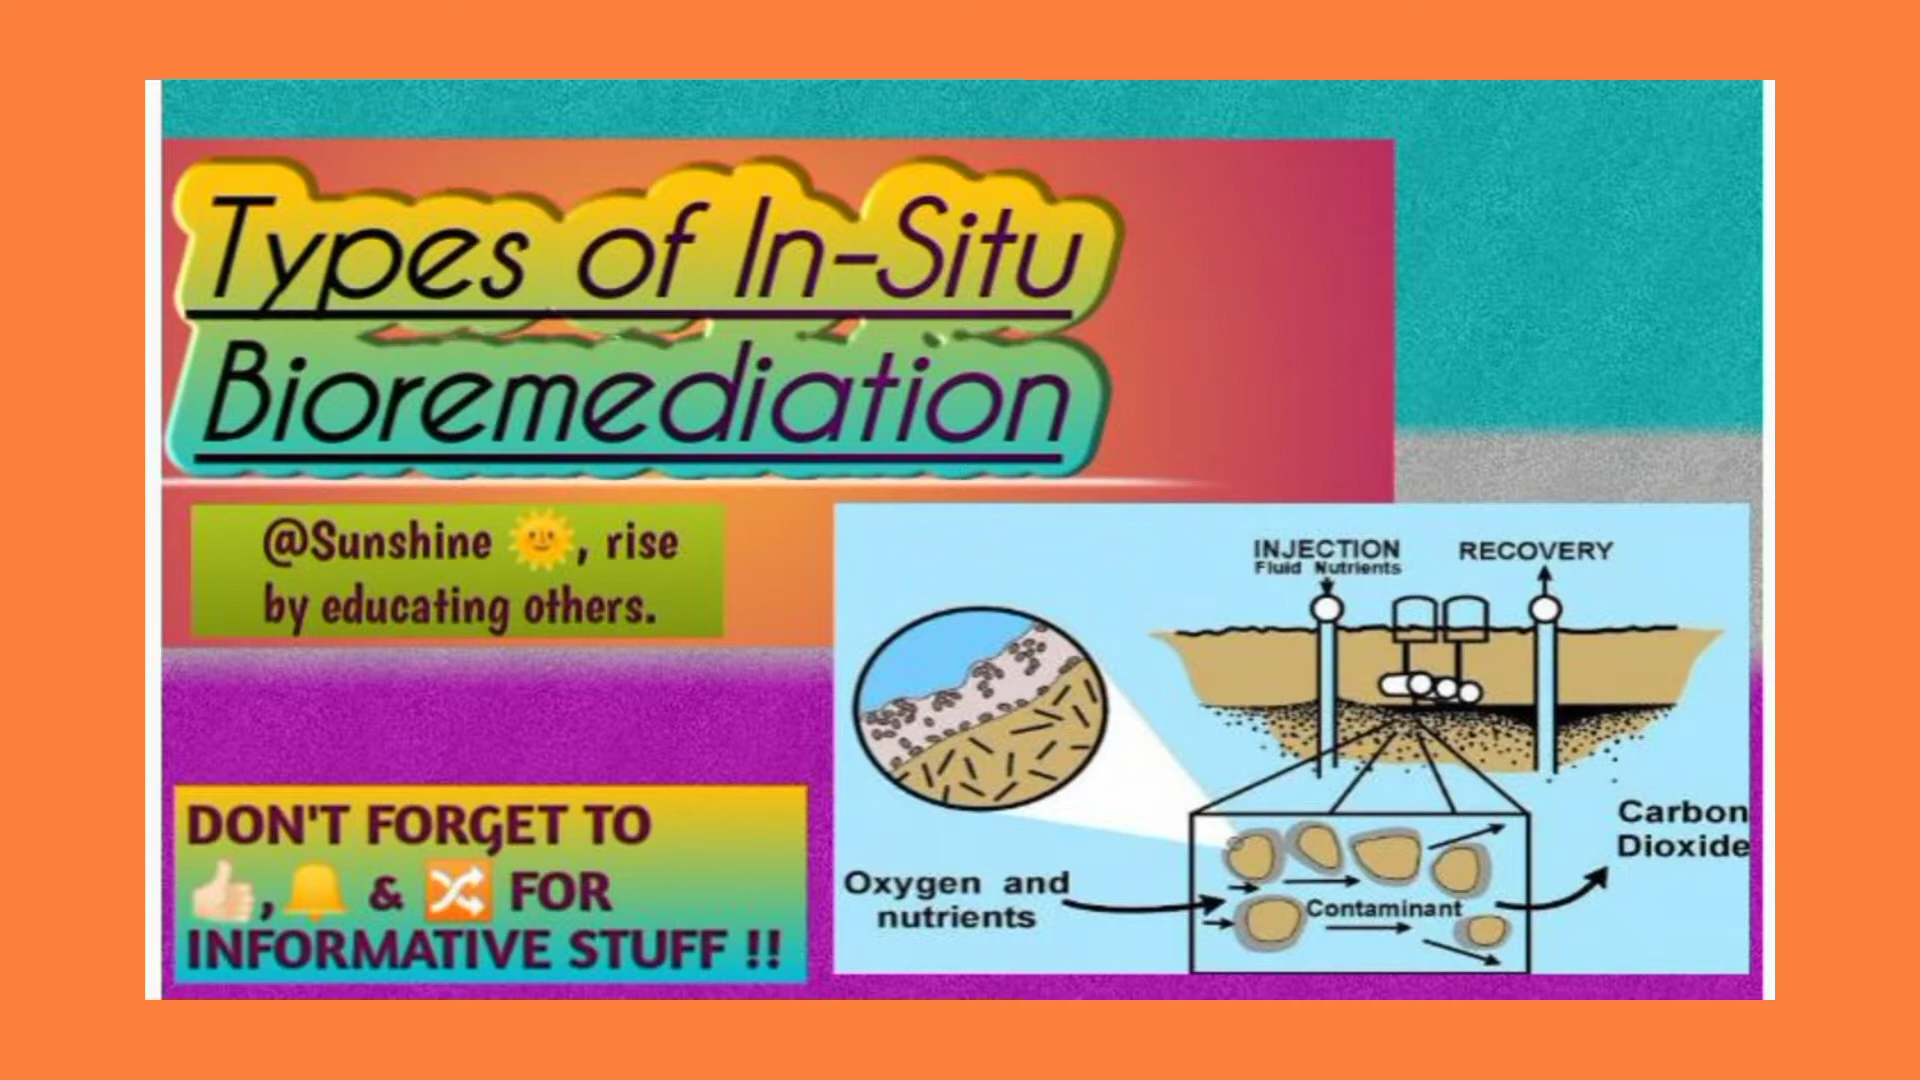 Types of In-Situ
Bioremediation
@Sunshine 🌞, rise
by educating others.
DON'T FORGET TO
👍🏻,🔔 & 🔀 FOR
INFORMATIVE STUFF !!
INJECTION
Fluid Nutrients
RECOVERY
Carbon
Dioxide
Oxygen and
nutrients
Contaminant